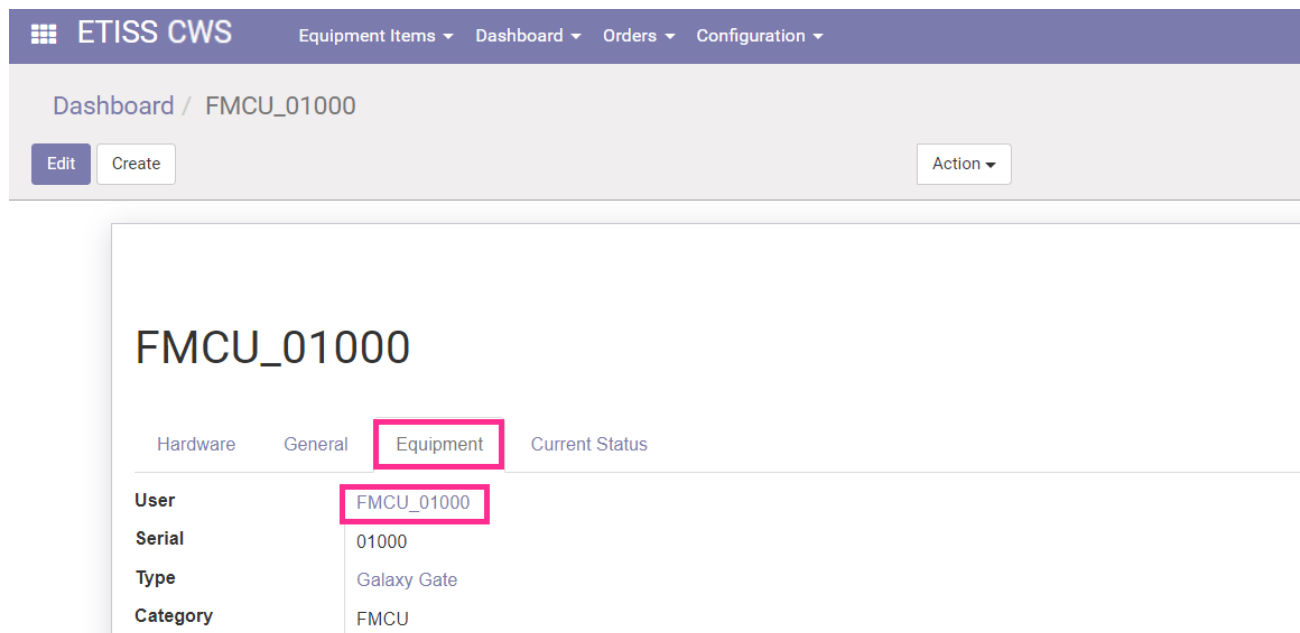 ETISS CWS Equipment Items Dashboard Orders Configuration
Dashboard / FMCU_01000
Edit Create Action
FMCU_01000
Hardware General Equipment Current Status
User FMCU_01000
Serial 01000
Type Galaxy Gate
Category FMCU